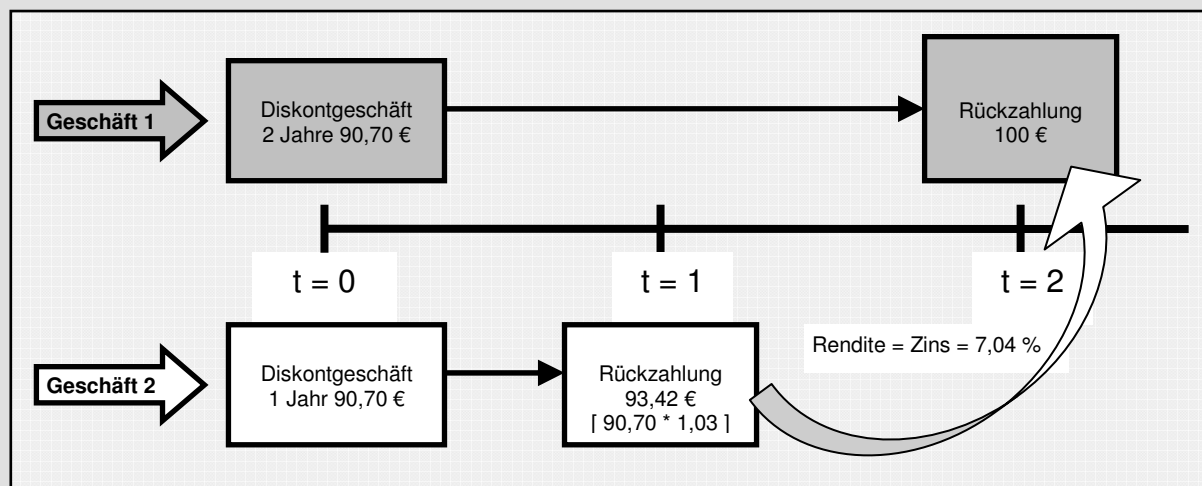 Geschäft 1
Diskontgeschäft
2 Jahre 90,70 €
Rückzahlung
100 €
t = 0
t = 1
t = 2
Geschäft 2
Diskontgeschäft
1 Jahr 90,70 €
Rückzahlung
93,42 €
[ 90,70 * 1,03 ]
Rendite = Zins = 7,04 %